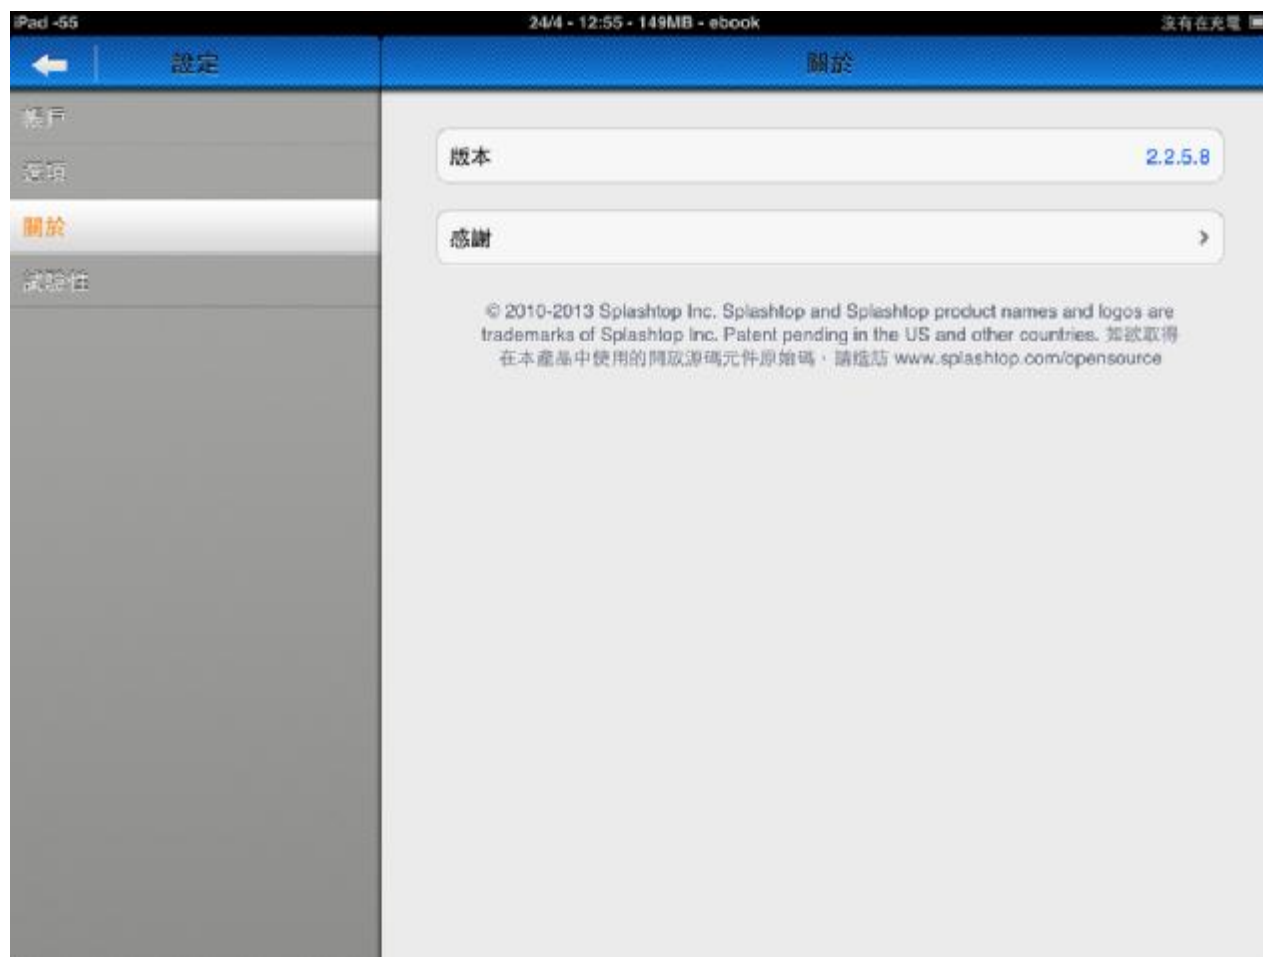 iPad -55
24/4 - 12:55 - 149MB - ebook
沒有在充電
設定
關於
帳戶
選項
關於
試驗性
版本
2.2.5.8
感謝
© 2010-2013 Splashtop Inc. Splashtop and Splashtop product names and logos are
trademarks of Splashtop Inc. Patent pending in the US and other countries. 如欲取得
在本產品中使用的開放源碼元件原始碼，請造訪 www.splashtop.com/opensource